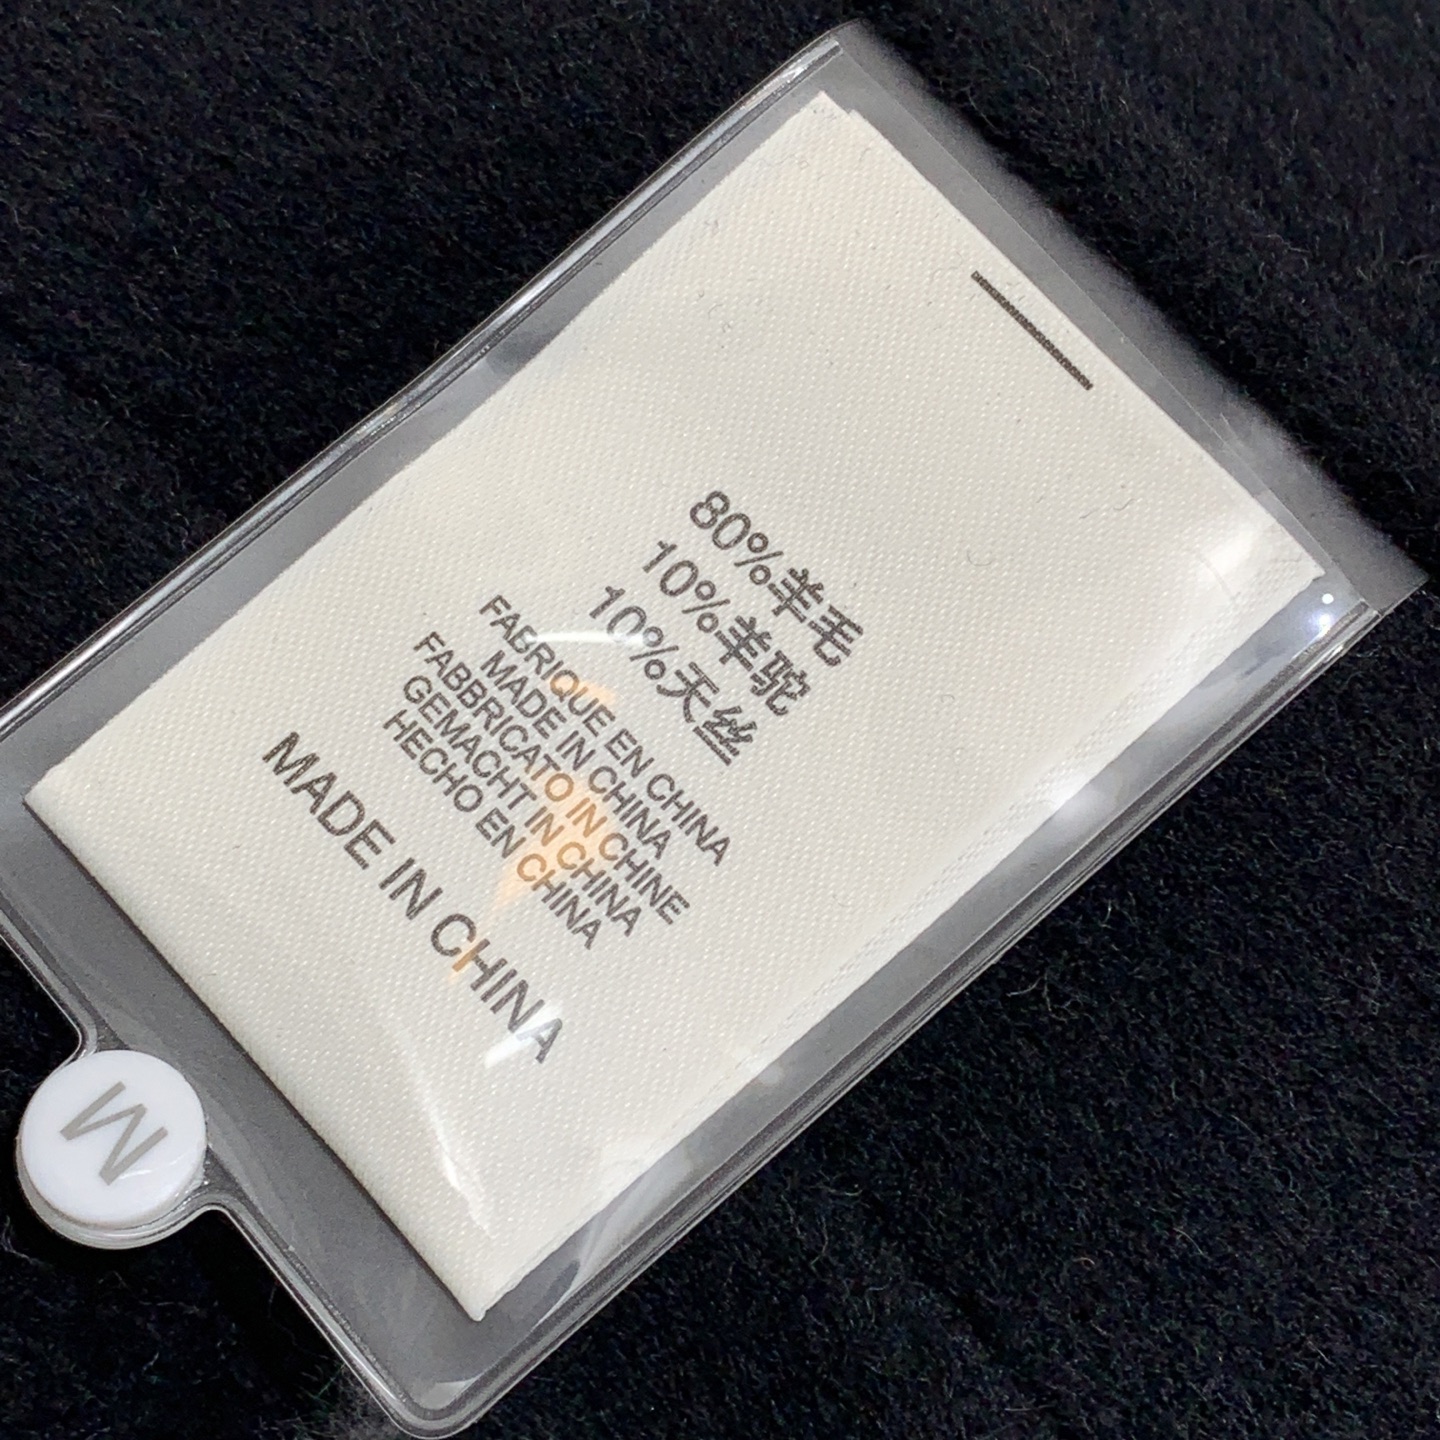 80%羊毛
10%羊驼
10%天丝
FABRIQUE EN CHINA
MADE IN CHINA
FABBRICATO IN CHINE
GEMACHT IN CHINA
HECHO EN CHINA
MADE IN CHINA
M